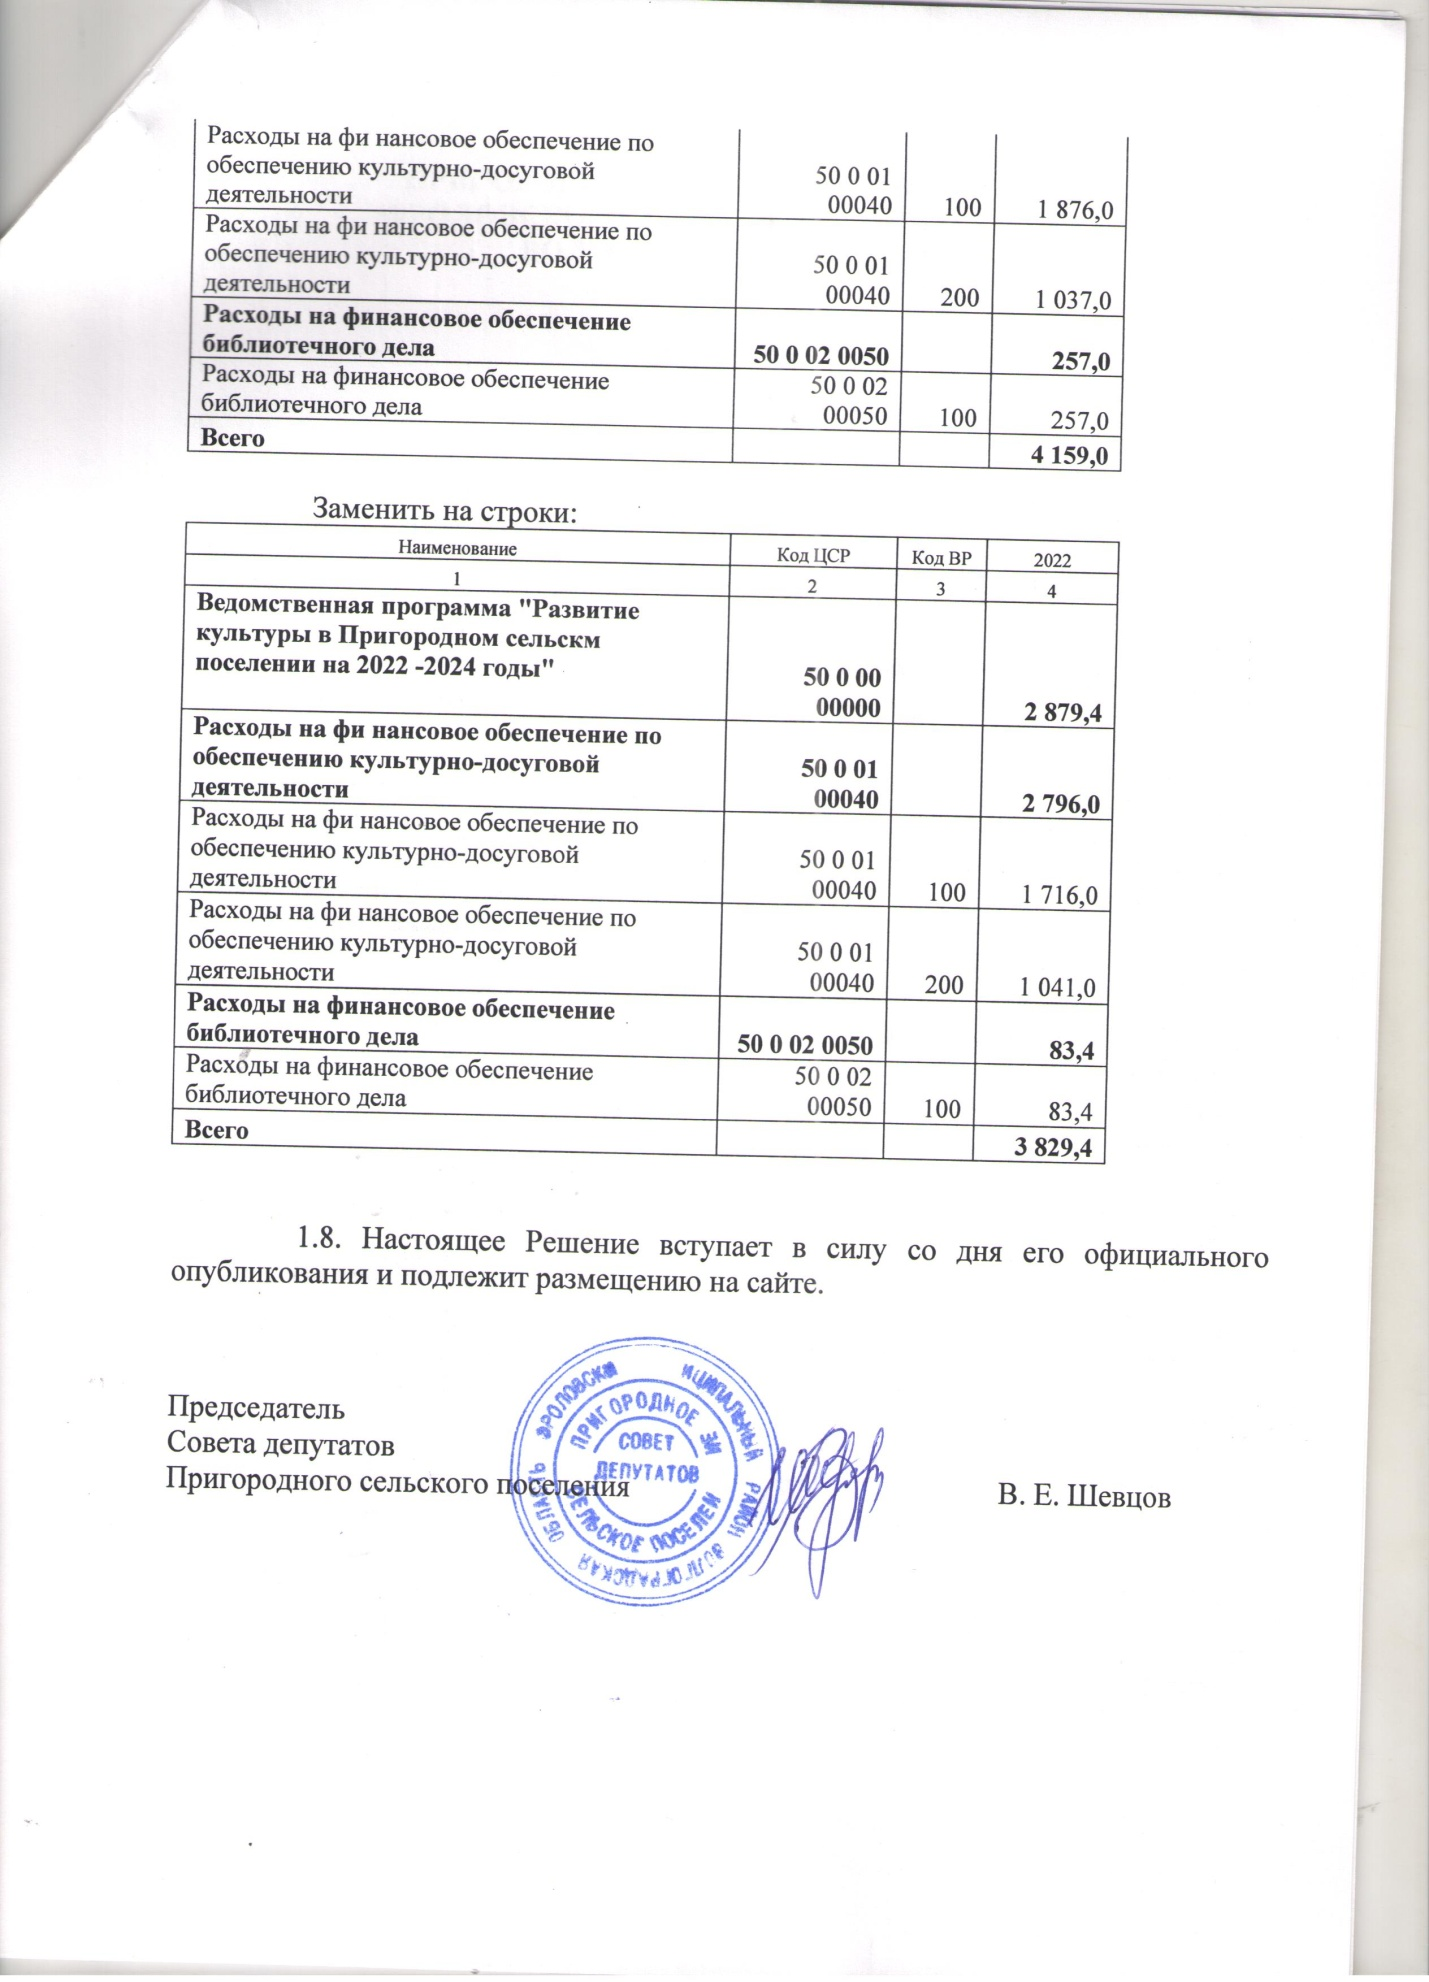 Расходы на фи нансовое обеспечение по
обеспечению культурно-досуговой
деятельности
50 0 01
00040
100
1 876,0
Расходы на фи нансовое обеспечение по
обеспечению культурно-досуговой
деятельности
50 0 01
00040
200
1 037,0
Расходы на финансовое обеспечение
библиотечного дела
50 0 02 0050
257,0
Расходы на финансовое обеспечение
библиотечного дела
50 0 02
00050
100
257,0
Всего
4 159,0
Заменить на строки:
Наименование
Код ЦСР
Код ВР
2022
1
2
3
4
Ведомственная программа "Развитие
культуры в Пригородном сельскм
поселении на 2022 -2024 годы"
50 0 00
00000
2 879,4
Расходы на фи нансовое обеспечение по
обеспечению культурно-досуговой
деятельности
50 0 01
00040
2 796,0
Расходы на фи нансовое обеспечение по
обеспечению культурно-досуговой
деятельности
50 0 01
00040
100
1 716,0
Расходы на фи нансовое обеспечение по
обеспечению культурно-досуговой
деятельности
50 0 01
00040
200
1 041,0
Расходы на финансовое обеспечение
библиотечного дела
50 0 02 0050
83,4
Расходы на финансовое обеспечение
библиотечного дела
50 0 02
00050
100
83,4
Всего
3 829,4
1.8. Настоящее Решение вступает в силу со дня его официального
опубликования и подлежит размещению на сайте.
Председатель
Совета депутатов
Пригородного сельского поселения
В. Е. Шевцов
ПРИГОРОДНОЕ
СОВЕТ
ДЕПУТАТОВ
РАЙОН ВОЛГОГРАДСКАЯ ОБЛАСТЬ